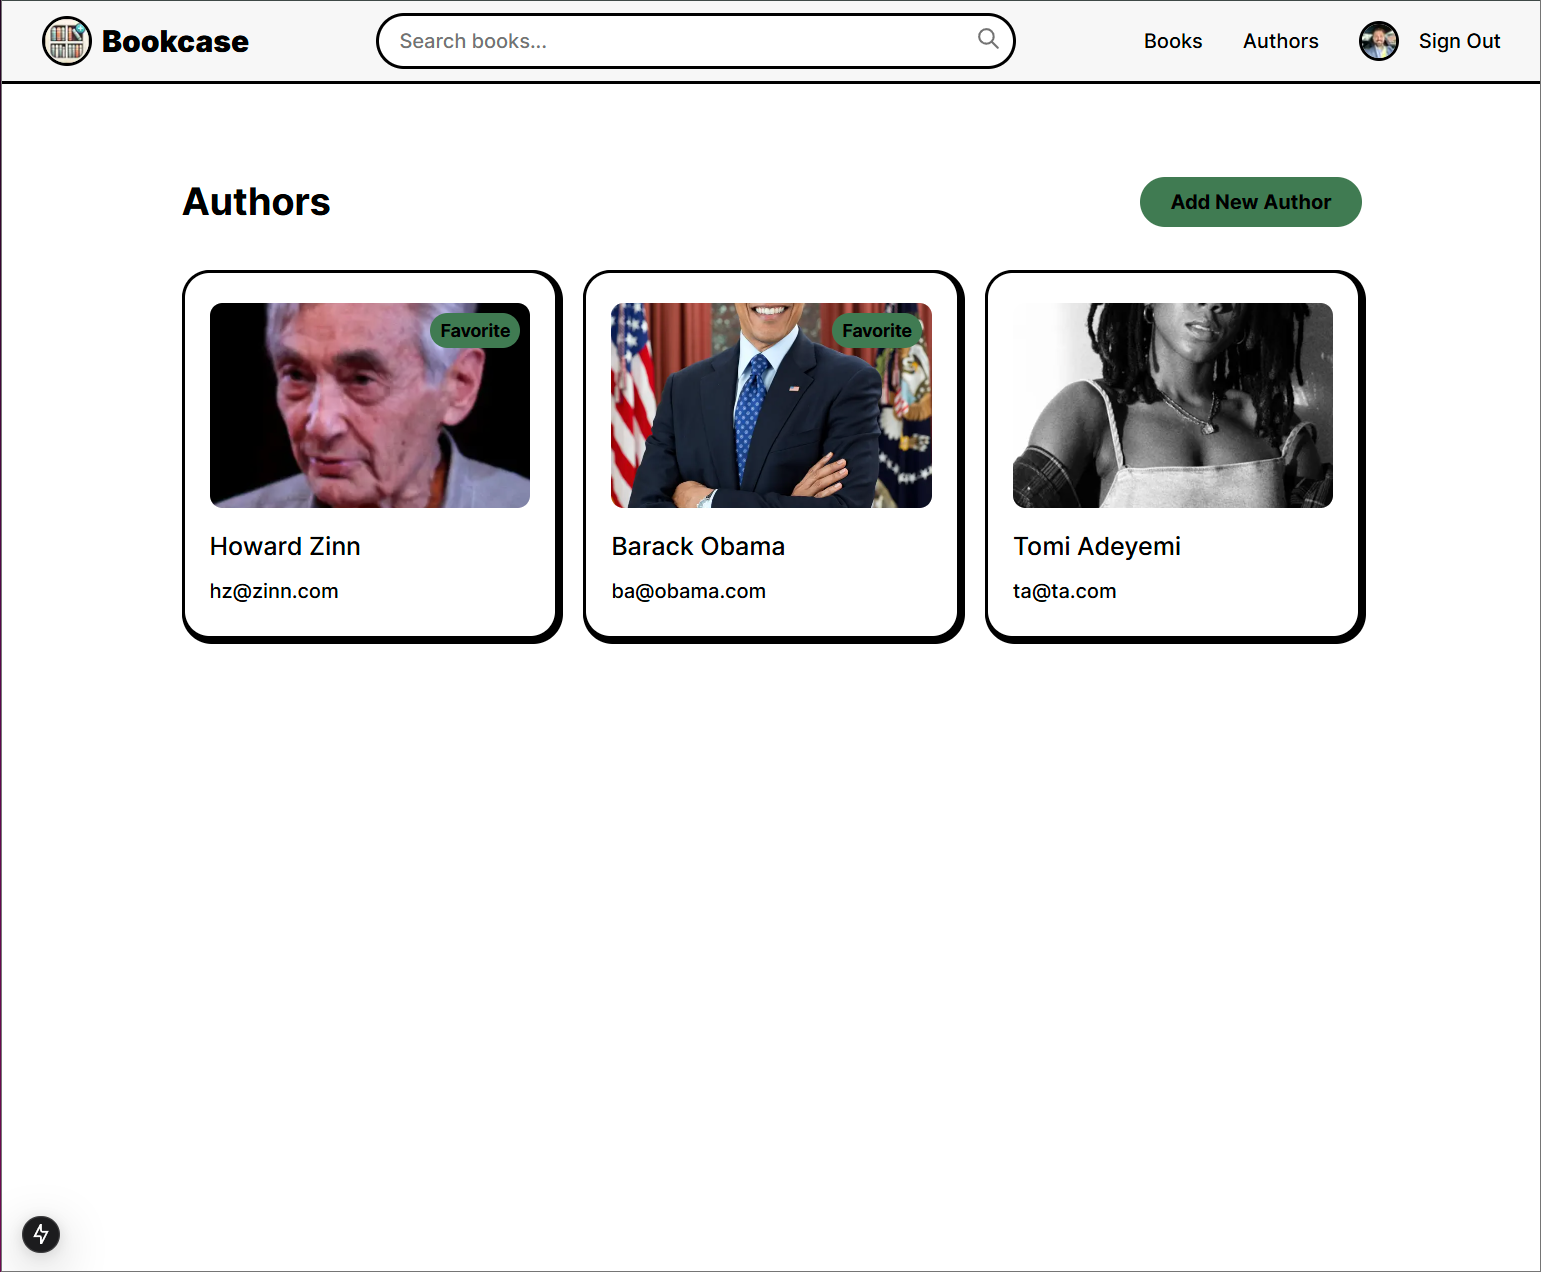 Bookcase
Search books...
Books
Authors
Sign Out
Authors
Add New Author
Favorite
Favorite
Howard Zinn
Barack Obama
Tomi Adeyemi
hz@zinn.com
ba@obama.com
ta@ta.com